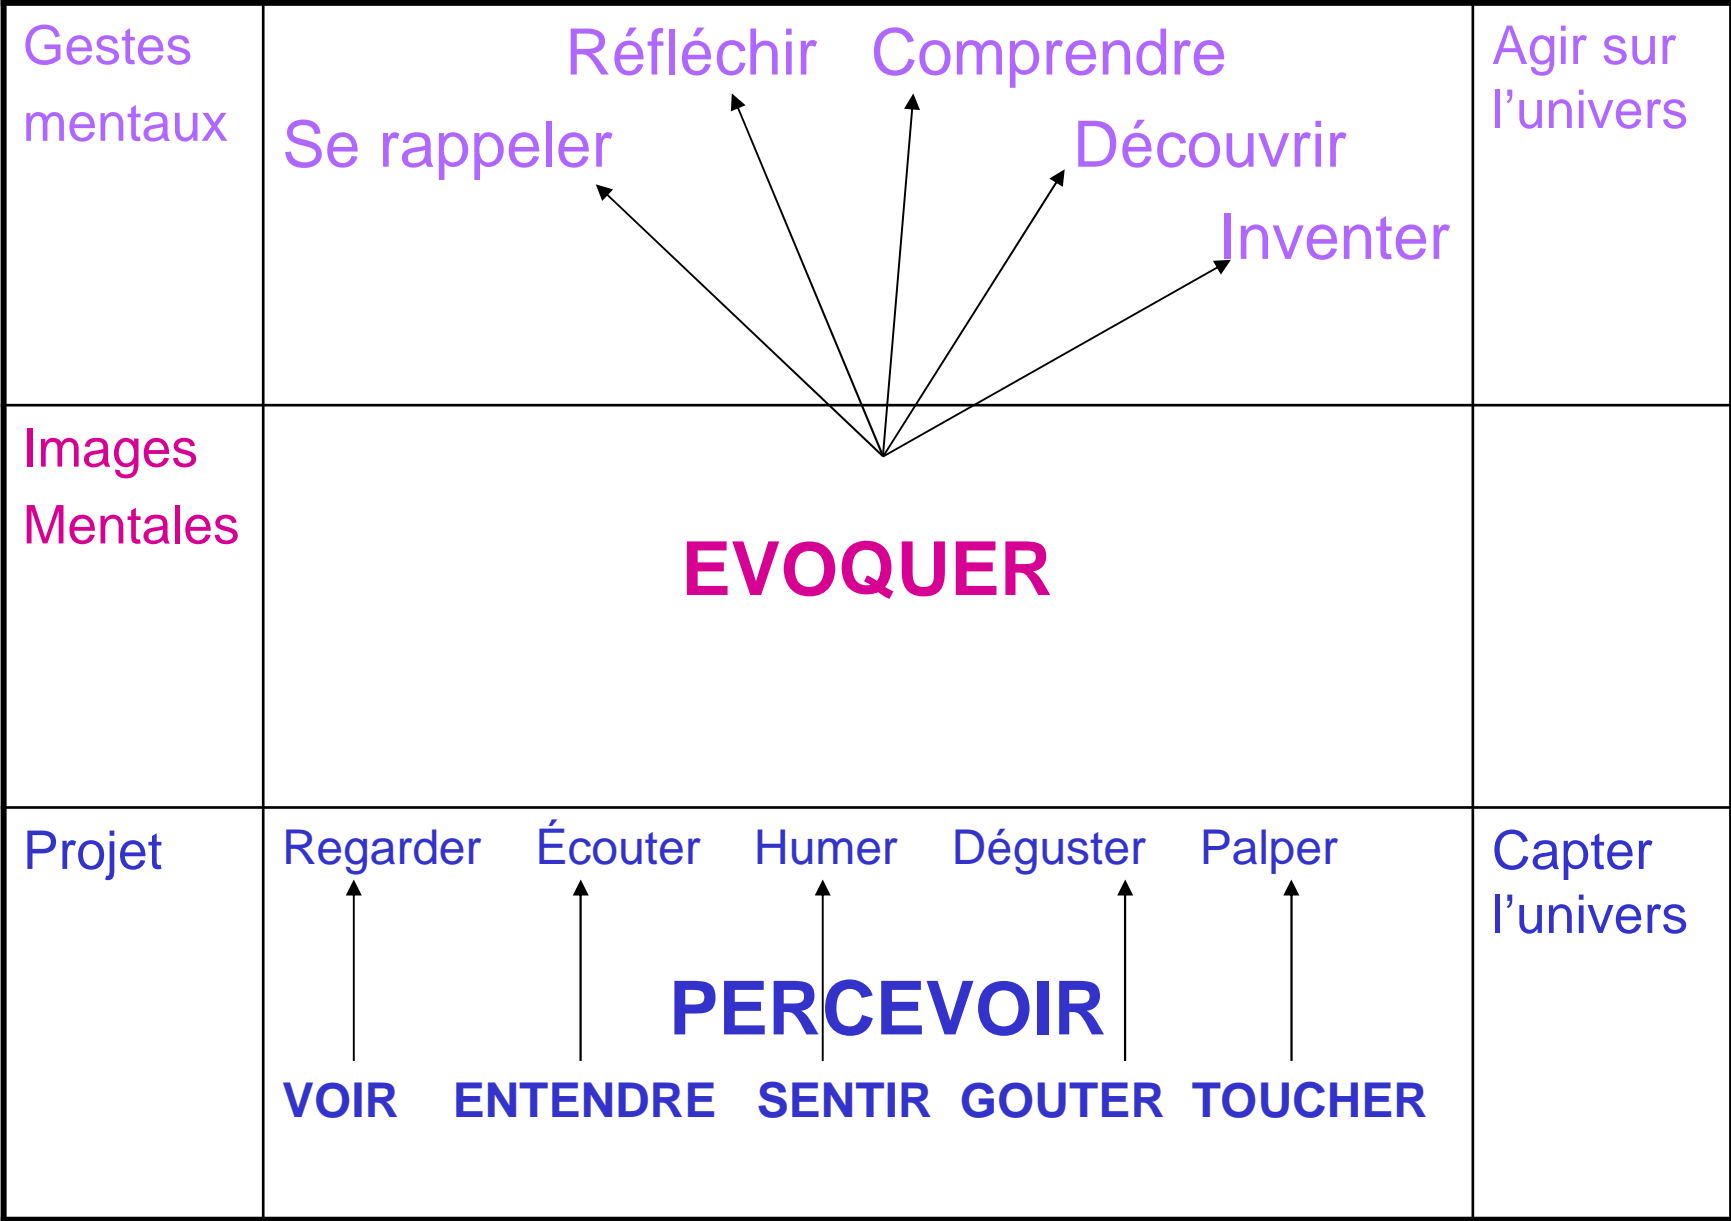 Gestes
mentaux
Réfléchir Comprendre
Se rappeler Découvrir
Inventer
Agir sur
l’univers
Images
Mentales
EVOQUER
Projet
Regarder Écouter Humer Déguster Palper
PERCEVOIR
VOIR ENTENDRE SENTIR GOUTER TOUCHER
Capter
l’univers